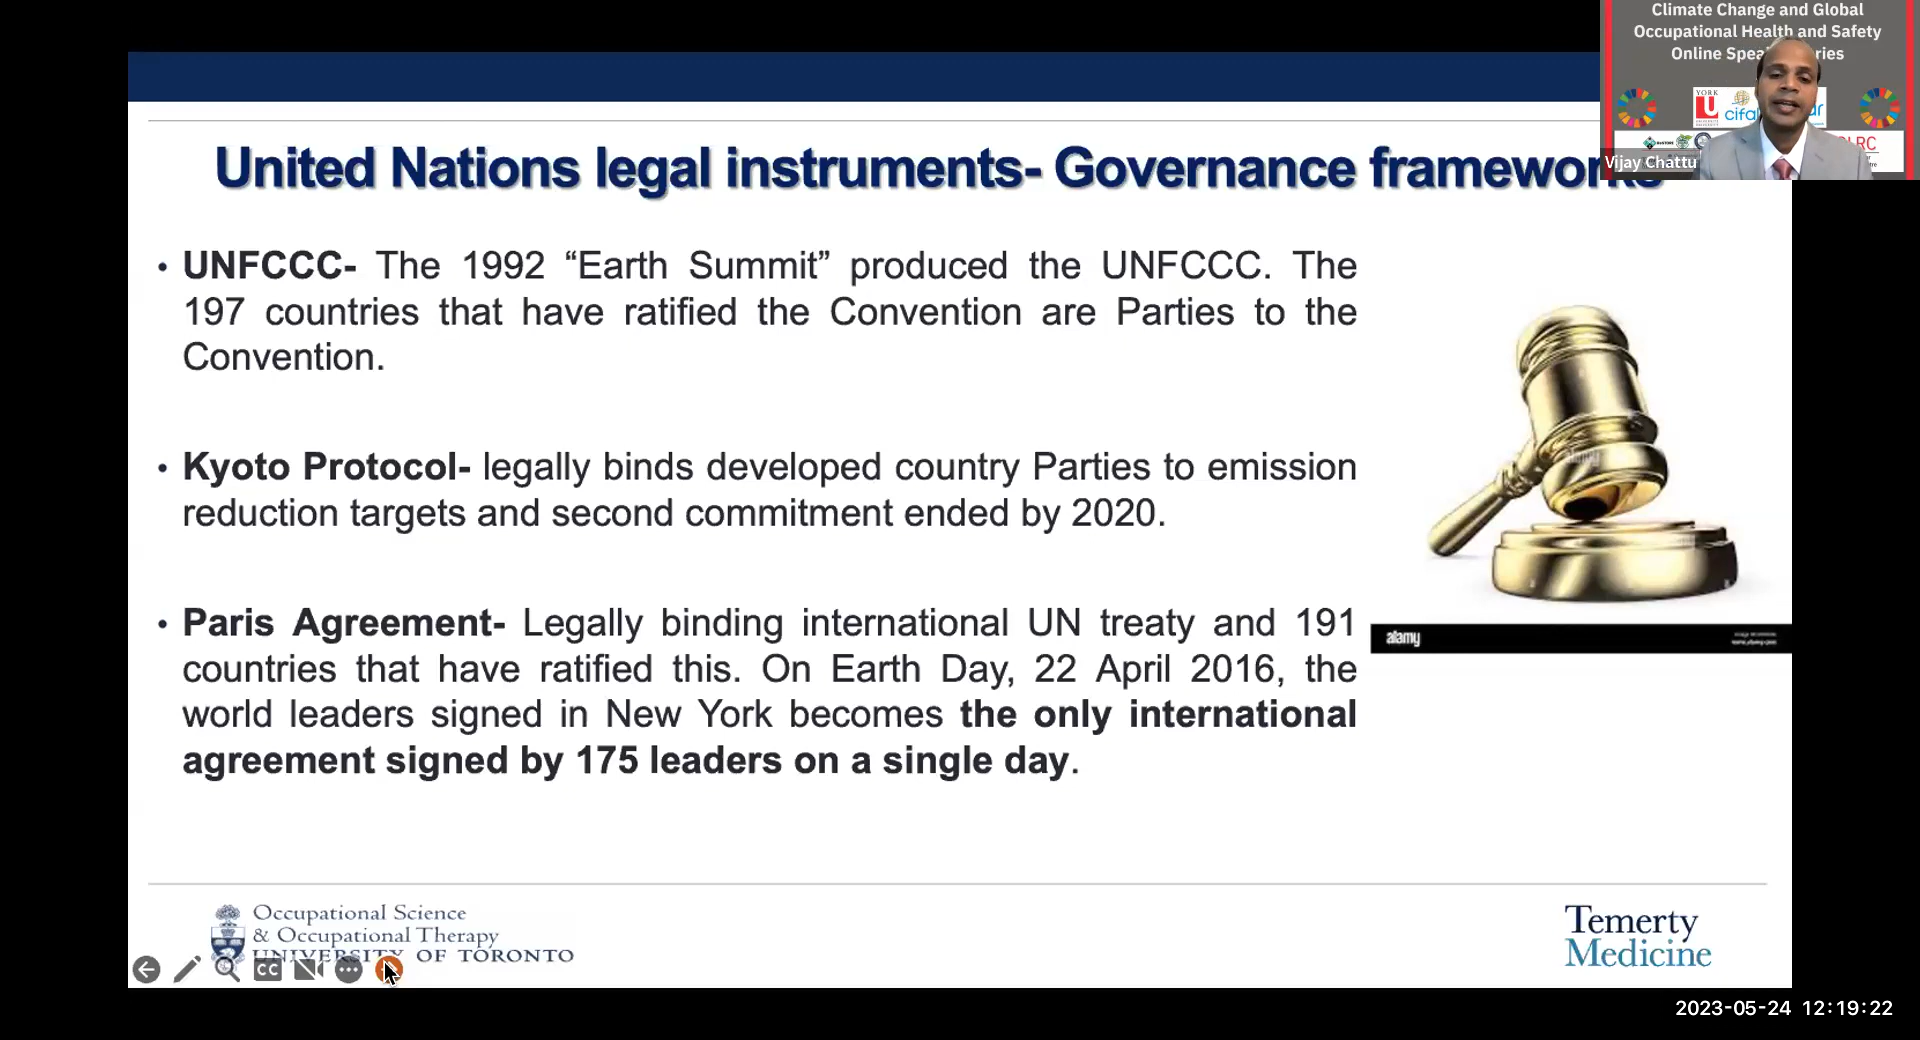 Climate Change and Global
Occupational Health and Safety
Online Spea ries
YORK
U
cifal
Vijay Chattu
United Nations legal instruments- Governance frameworks
• UNFCCC- The 1992 “Earth Summit” produced the UNFCCC. The
197 countries that have ratified the Convention are Parties to the
Convention.
• Kyoto Protocol- legally binds developed country Parties to emission
reduction targets and second commitment ended by 2020.
• Paris Agreement- Legally binding international UN treaty and 191
countries that have ratified this. On Earth Day, 22 April 2016, the
world leaders signed in New York becomes the only international
agreement signed by 175 leaders on a single day.
alamy
Occupational Science
& Occupational Therapy
UNIVERSITY OF TORONTO
CC
Temerty
Medicine
2023-05-24 12:19:22